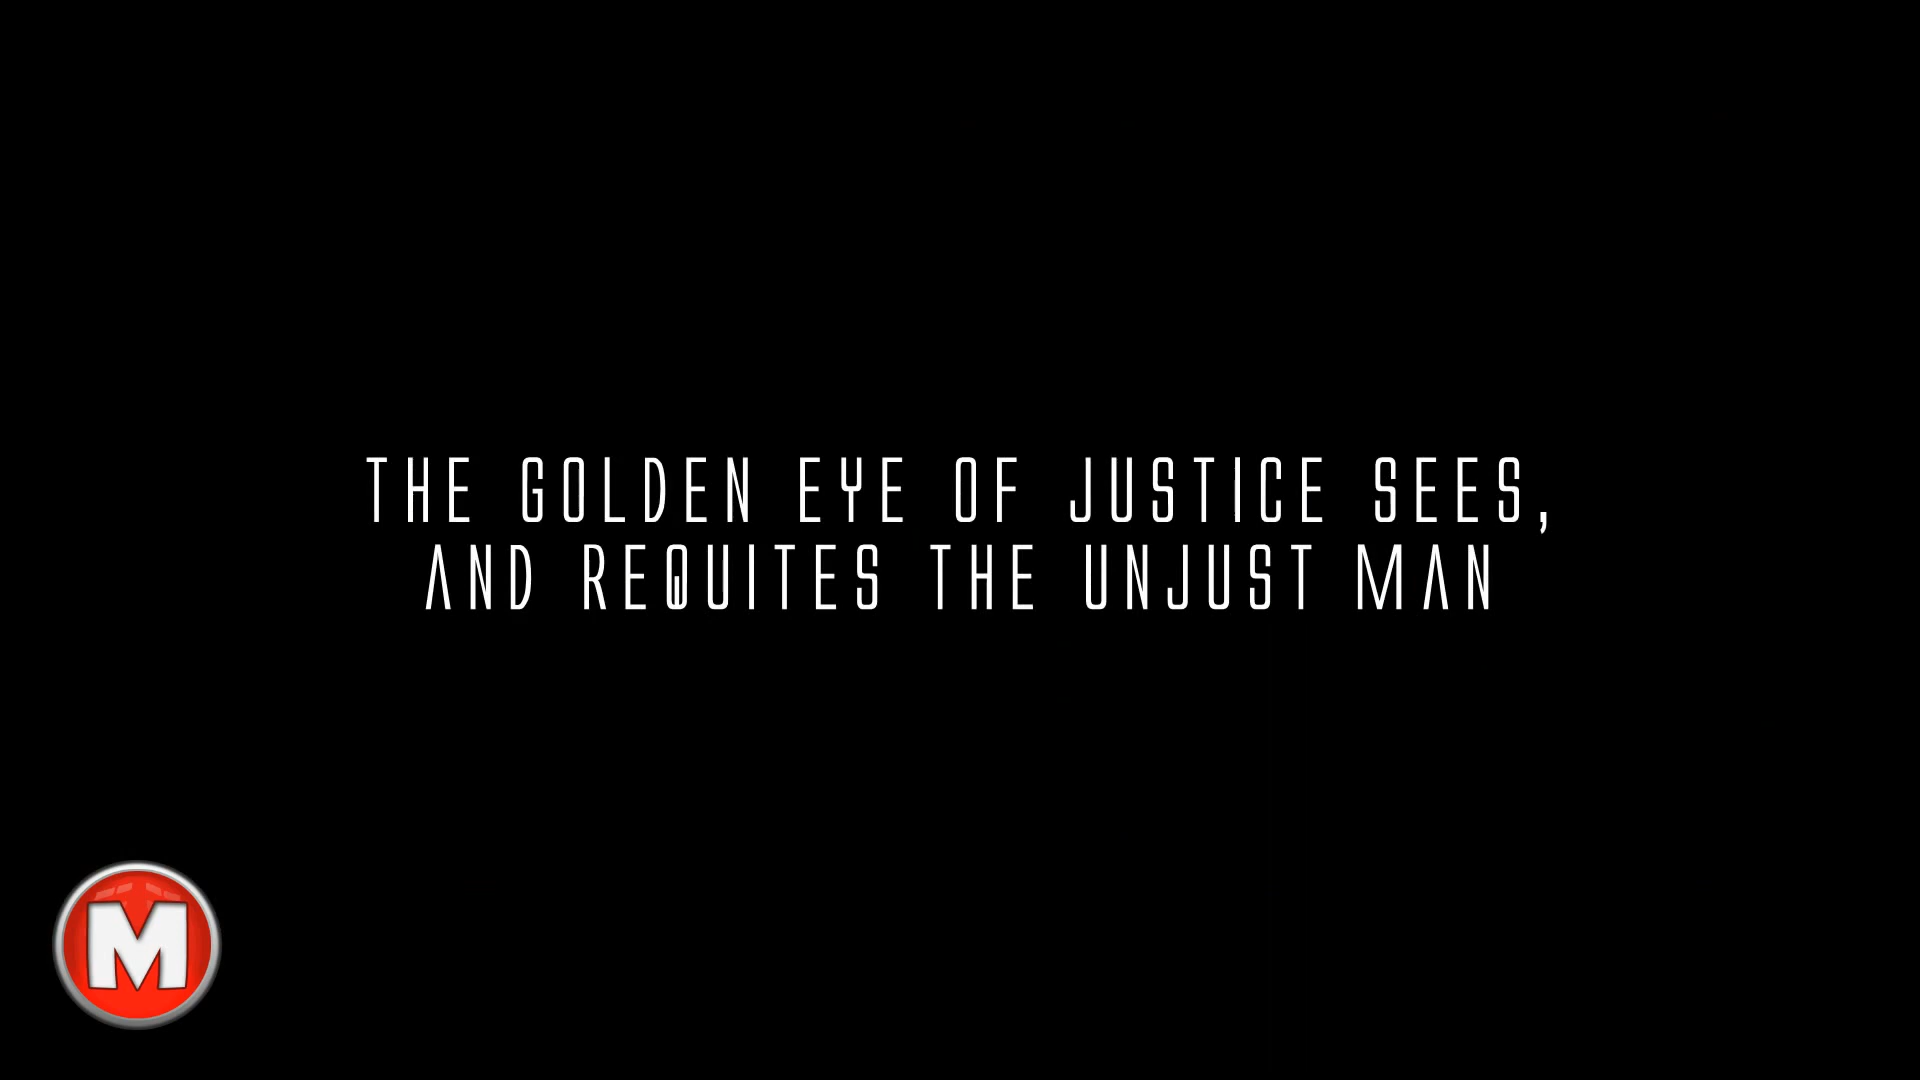 THE GOLDEN EYE OF JUSTICE SEES,
AND REQUITES THE UNJUST MAN
M